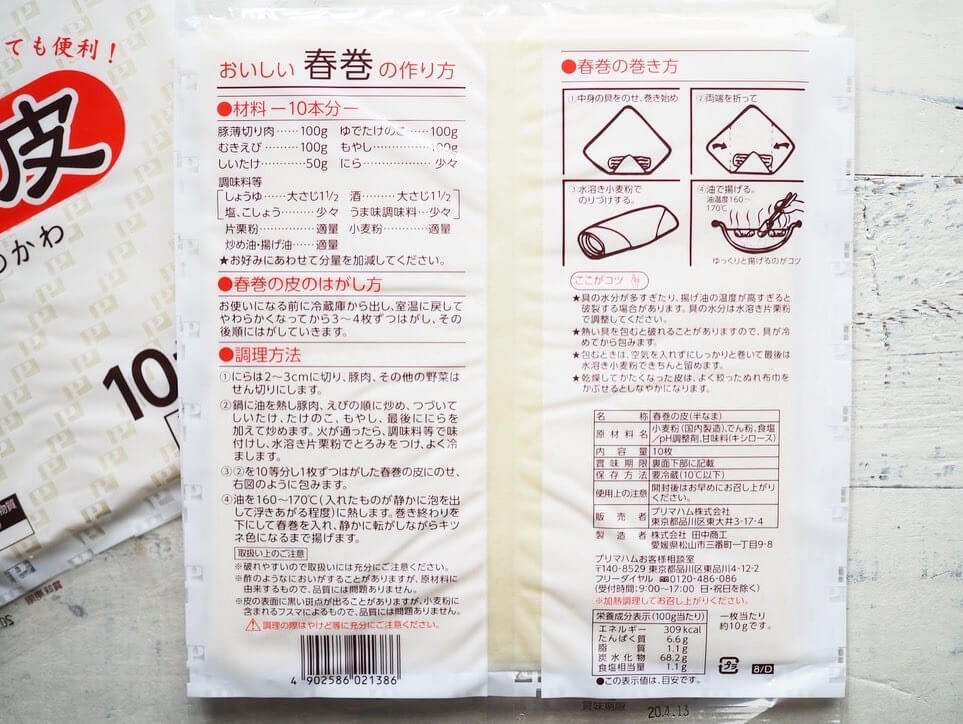 ても便利!
皮
のかわ
10
おいしい 春巻 の作り方
●材料 ー10本分ー
豚薄切り肉……100g ゆでたけのこ……100g
むきえび………100g もやし…………100g
しいたけ…………50g にら……………少々
調味料等
しょうゆ……大さじ1 1/2 酒………大さじ1 1/2
塩、こしょう………少々 うま味調味料…少々
片栗粉……………適量 小麦粉…………適量
炒め油・揚げ油……適量
★お好みにあわせて分量を加減してください。
●春巻の皮のはがし方
お使いになる前に冷蔵庫から出し、室温に戻して
やわらかくなってから3〜4枚ずつはがし、その
後順にはがしていきます。
●調理方法
①にらは2〜3cmに切り、豚肉、その他の野菜は
せん切りにします。
②鍋に油を熱し豚肉、えびの順に炒め、つづいて
しいたけ、たけのこ、もやし、最後ににらを
加えて炒めます。火が通ったら、調味料等で味
付けし、水溶き片栗粉でとろみをつけ、よく冷
まします。
③②を10等分し1枚ずつはがした春巻の皮にのせ、
右図のように包みます。
④油を160〜170℃(入れたものが静かに泡を出
して浮きあがる程度)に熱します。巻き終わりを
下にして春巻を入れ、静かに転がしながらキツ
ネ色になるまで揚げます。
取扱い上のご注意
※破れやすいので取扱いには充分にご注意ください。
※酢のようなにおいがすることがありますが、原材料に
由来するもので、品質には問題ありません。
※皮の表面に黒い斑点が出ることがありますが、小麦粉に
含まれるフスマによるもので、品質には問題ありません。
⚠調理の際はやけど等に充分にご注意ください。
4 902586 021386
●春巻の巻き方
①中身の具をのせ、巻き始め
②両端を折って
③水溶き小麦粉で
のりづけする。
④油で揚げる。
油温度160〜
170℃
ゆっくりと揚げるのがコツ
ここがコツ
★具の水分が多すぎたり、揚げ油の温度が高すぎると
破裂する場合があります。具の水分は水溶き片栗粉
で調整してください。
★熱い具を包むと破れることがありますので、具が冷
めてから包みます。
★包むときは、空気を入れずにしっかりと巻いて最後は
水溶き小麦粉できちんと留めます。
★乾燥してかたくなった皮は、よく絞ったぬれ布巾を
かぶせるとしなやかになります。
名称 春巻の皮(半なま)
原材料名 小麦粉(国内製造)、でん粉、食塩
/pH調整剤、甘味料(キシロース)
内容量 10枚
賞味期限 裏面下部に記載
保存方法 要冷蔵(10℃以下)
使用上の注意 開封後はお早めにお召し上がり
ください。
販売者 プリマハム株式会社
東京都品川区東大井3-17-4
製造者 株式会社 田中商工
愛媛県松山市三番町一丁目9-8
プリマハムお客様相談室
〒140-8529 東京都品川区東品川4-12-2
フリーダイヤル 0120-486-086
(受付時間:9:00〜17:00 日・祝日を除く)
※加熱調理してお召し上がりください。
栄養成分表示(100g当たり) 一枚当たり
約10gです。
エネルギー 309kcal
たんぱく質 6.6g
脂質 1.1g
炭水化物 68.2g
食塩相当量 1.1g
●この表示値は、目安です。
プラ
8/D
賞味期限 20.4.13